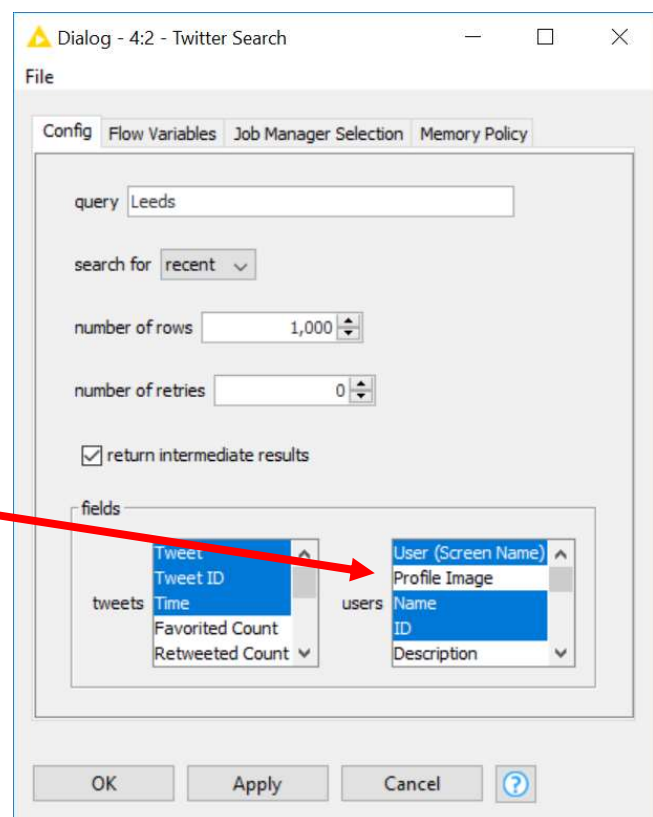 Dialog - 4:2 - Twitter Search
File
Config Flow Variables Job Manager Selection Memory Policy
query Leeds
search for recent
number of rows 1,000
number of retries 0
return intermediate results
fields
tweets
Tweet
Tweet ID
Time
Favorited Count
Retweeted Count
users
User (Screen Name)
Profile Image
Name
ID
Description
OK Apply Cancel ?